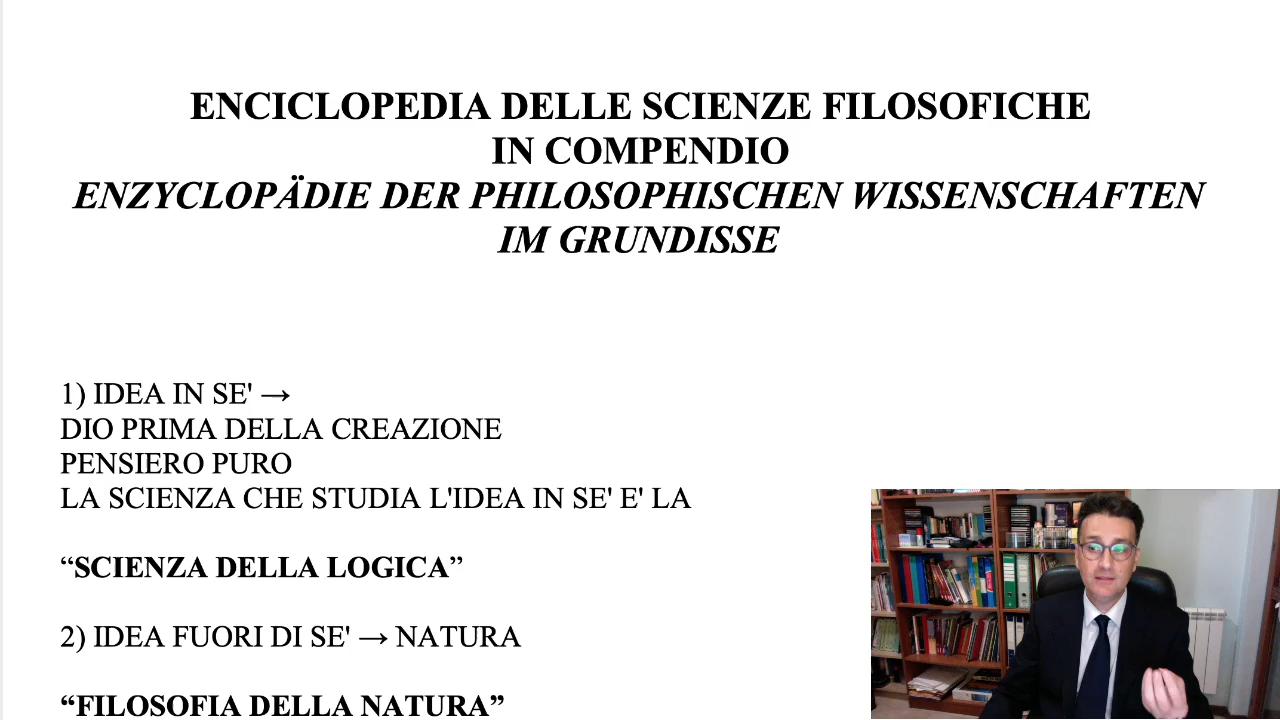 ENCICLOPEDIA DELLE SCIENZE FILOSOFICHE
IN COMPENDIO
ENZYCLOPÄDIE DER PHILOSOPHISCHEN WISSENSCHAFTEN
IM GRUNDISSE
1) IDEA IN SE' →
DIO PRIMA DELLA CREAZIONE
PENSIERO PURO
LA SCIENZA CHE STUDIA L'IDEA IN SE' E' LA
“SCIENZA DELLA LOGICA”
2) IDEA FUORI DI SE' → NATURA
“FILOSOFIA DELLA NATURA”